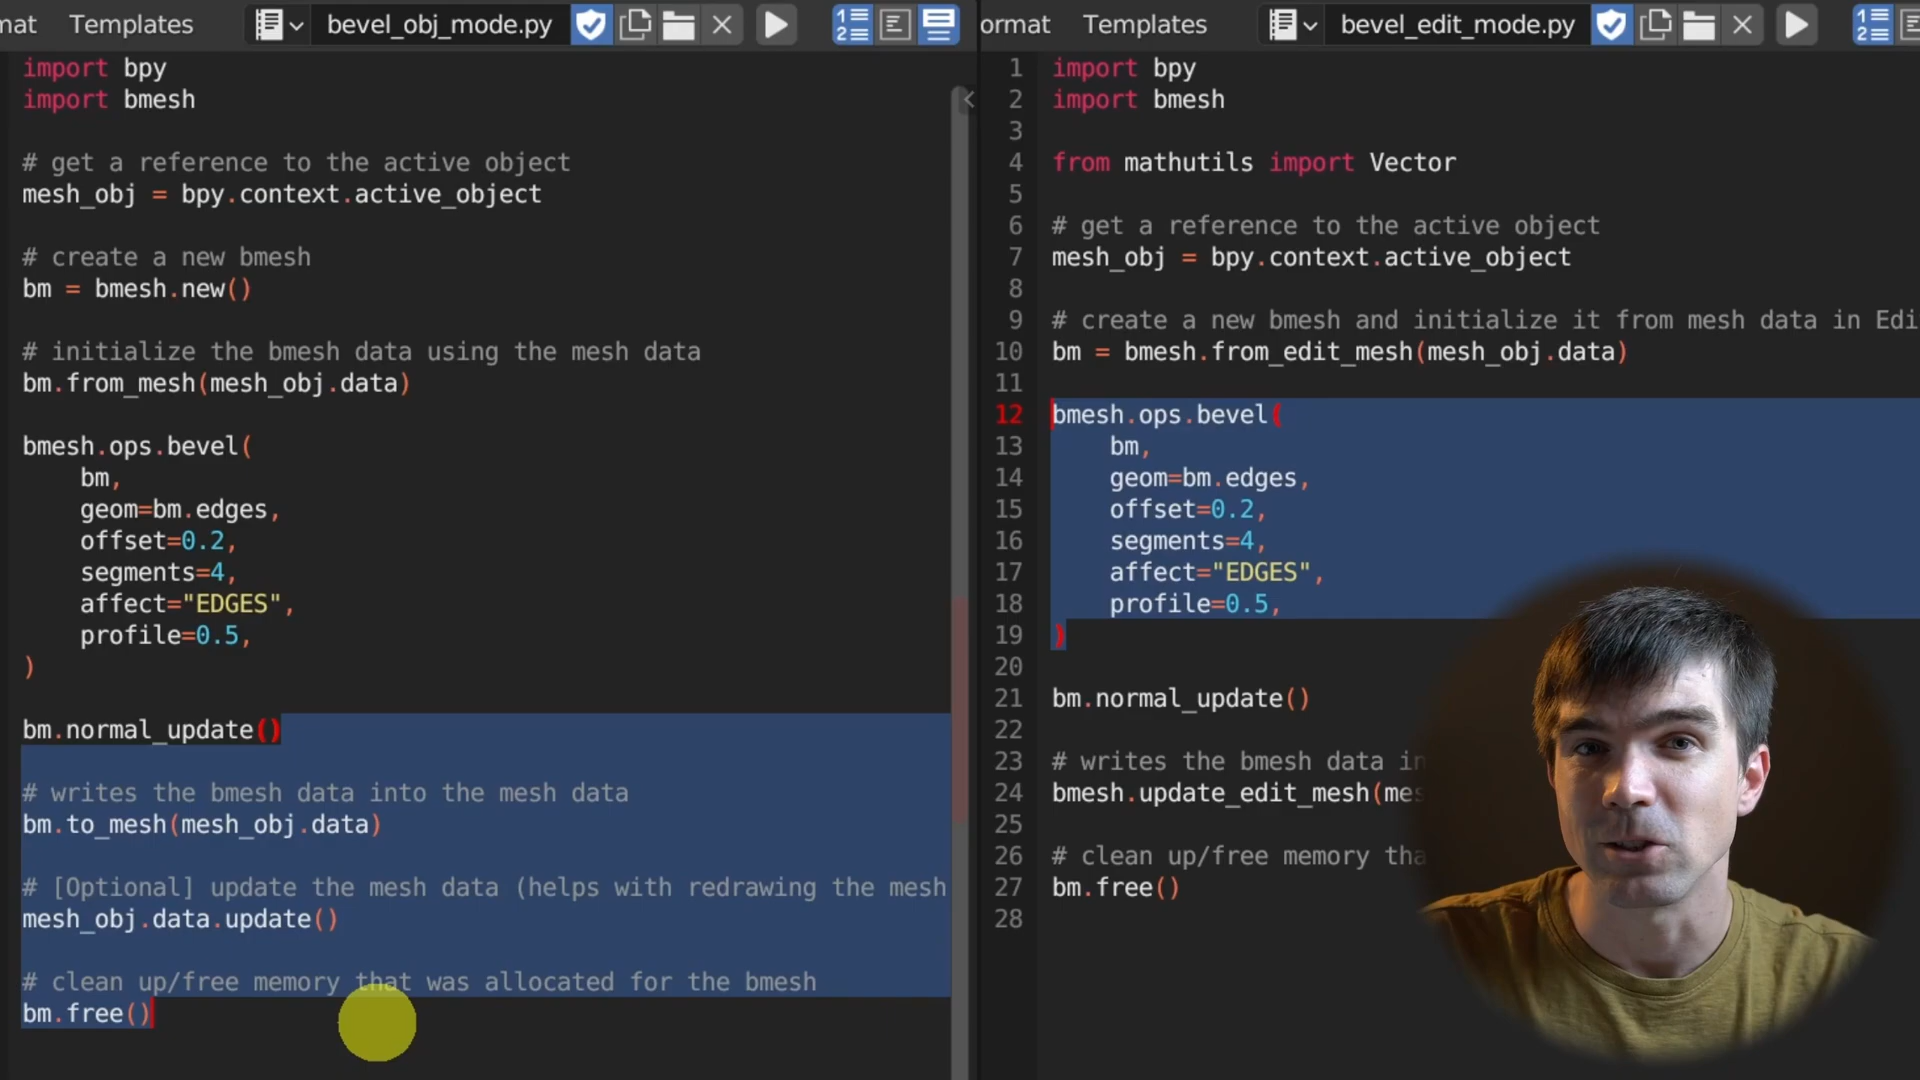 mat Templates bevel_obj_mode.py
import bpy
import bmesh
# get a reference to the active object
mesh_obj = bpy.context.active_object
# create a new bmesh
bm = bmesh.new()
# initialize the bmesh data using the mesh data
bm.from_mesh(mesh_obj.data)
bmesh.ops.bevel(
    bm,
    geom=bm.edges,
    offset=0.2,
    segments=4,
    affect="EDGES",
    profile=0.5,
)
bm.normal_update()
# writes the bmesh data into the mesh data
bm.to_mesh(mesh_obj.data)
# [Optional] update the mesh data (helps with redrawing the mesh
mesh_obj.data.update()
# clean up/free memory that was allocated for the bmesh
bm.free()
ormat Templates bevel_edit_mode.py
1 import bpy
2 import bmesh
3
4 from mathutils import Vector
5
6 # get a reference to the active object
7 mesh_obj = bpy.context.active_object
8
9 # create a new bmesh and initialize it from mesh data in Edi
10 bm = bmesh.from_edit_mesh(mesh_obj.data)
11
12 bmesh.ops.bevel(
13     bm,
14     geom=bm.edges,
15     offset=0.2,
16     segments=4,
17     affect="EDGES",
18     profile=0.5,
19 )
20
21 bm.normal_update()
22
23 # writes the bmesh data in
24 bmesh.update_edit_mesh(mes
25
26 # clean up/free memory tha
27 bm.free()
28